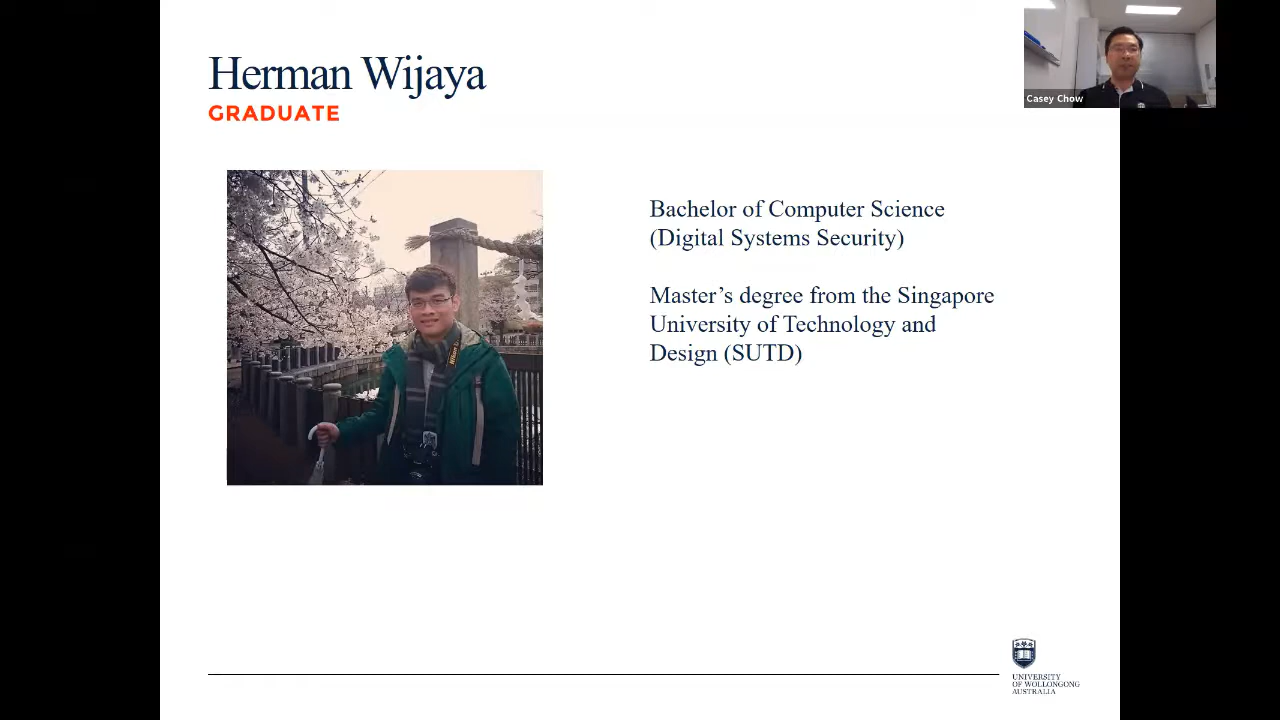 Herman Wijaya
GRADUATE
Casey Chow
Bachelor of Computer Science
(Digital Systems Security)
Master’s degree from the Singapore
University of Technology and
Design (SUTD)
UNIVERSITY
OF WOLLONGONG
AUSTRALIA